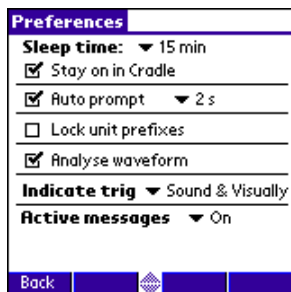 Preferences
Sleep time: 15 min
Stay on in Cradle
Auto prompt 2 s
Lock unit prefixes
Analyse waveform
Indicate trig Sound & Visually
Active messages On
Back